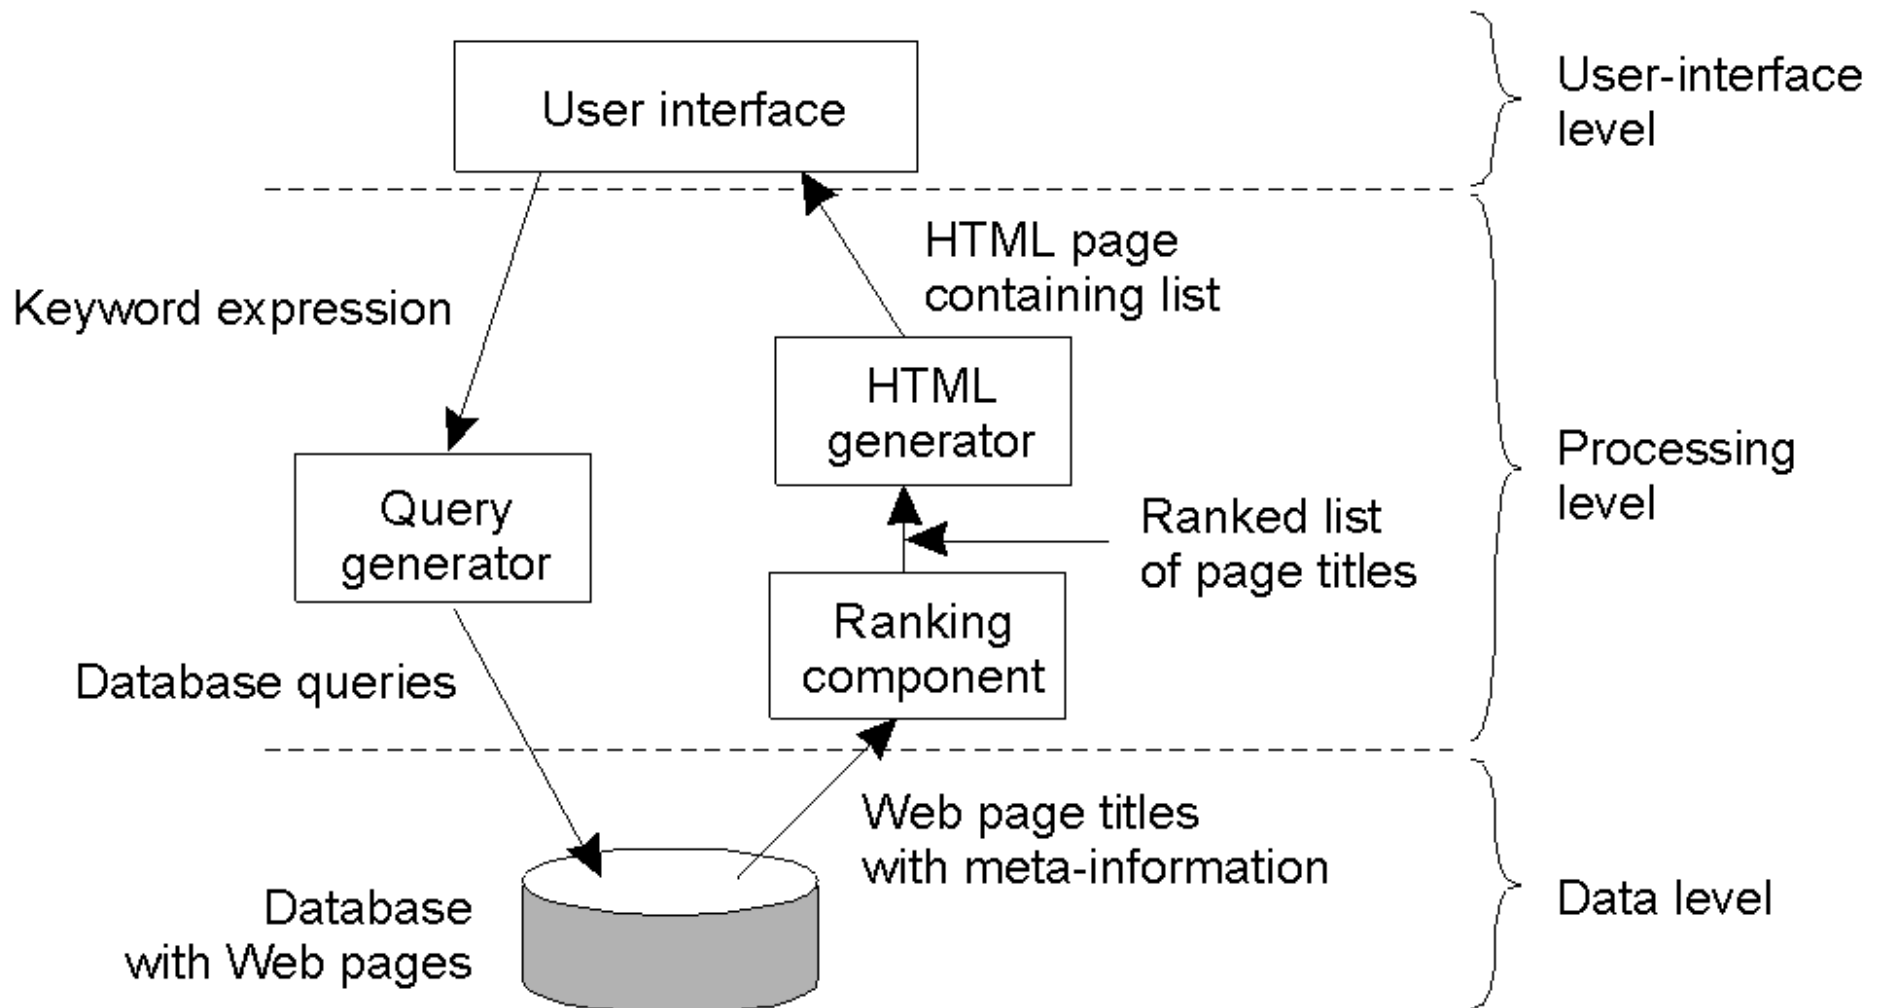 User interface
User-interface
level
HTML page
containing list
Keyword expression
HTML
generator
Processing
level
Query
generator
Ranked list
of page titles
Ranking
component
Database queries
Web page titles
with meta-information
Database
with Web pages
Data level